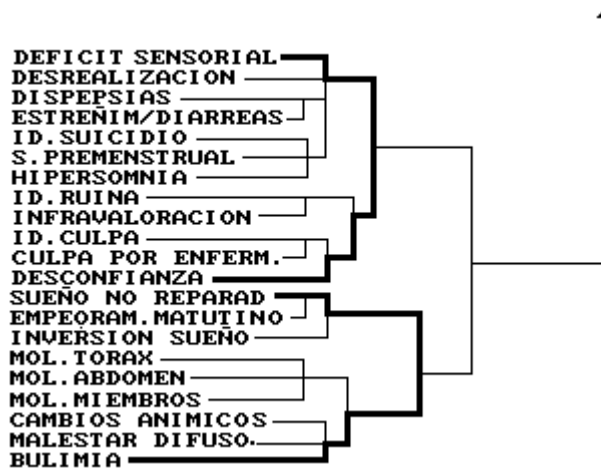 DEFICIT SENSORIAL
DESREALIZACION
DISPEPSIAS
ESTREÑIM/DIARREAS
ID.SUICIDIO
S.PREMENSTRUAL
HIPERSOMNIA
ID.RUINA
INFRAVALORACION
ID.CULPA
CULPA POR ENFERM.
DESCONFIANZA
SUEÑO NO REPARAD
EMPEORAM.MATUTINO
INVERSION SUEÑO
MOL.TORAX
MOL.ABDOMEN
MOL.MIEMBROS
CAMBIOS ANIMICOS
MALESTAR DIFUSO.
BULIMIA